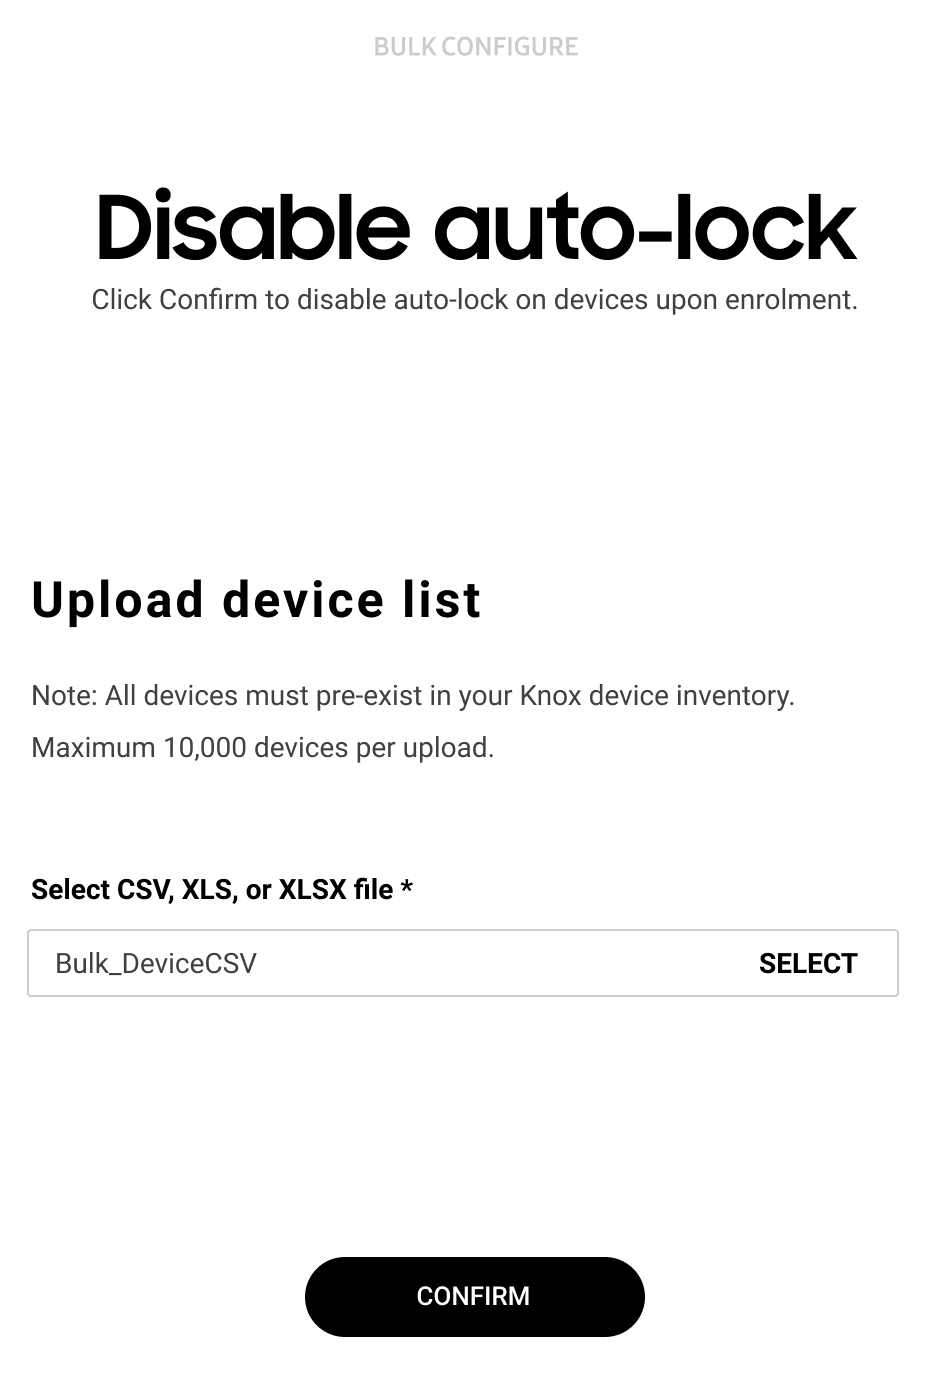 BULK CONFIGURE
Disable auto-lock
Click Confirm to disable auto-lock on devices upon enrolment.
Upload device list
Note: All devices must pre-exist in your Knox device inventory.
Maximum 10,000 devices per upload.
Select CSV, XLS, or XLSX file *
Bulk_DeviceCSV SELECT
CONFIRM